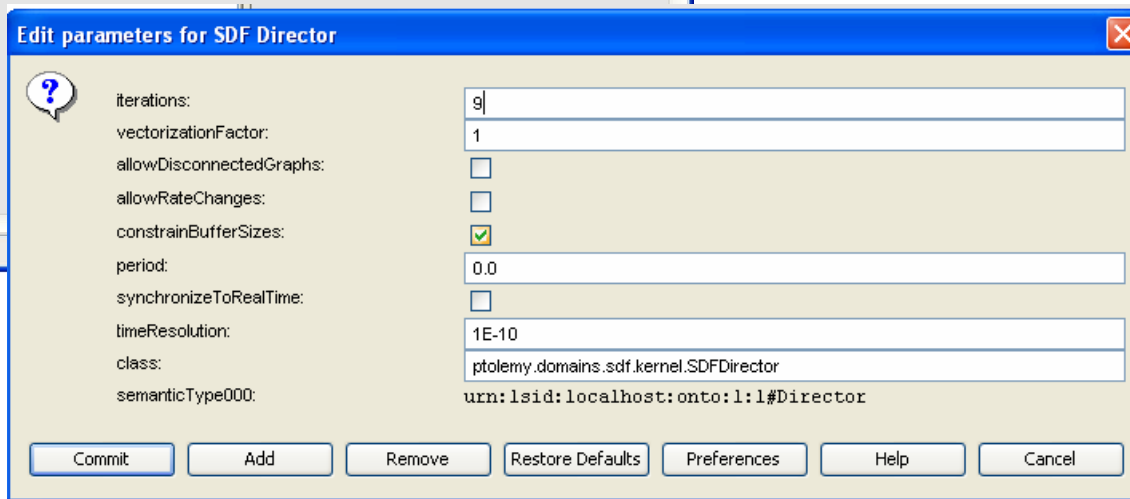 Edit parameters for SDF Director
?
iterations: 9
vectorizationFactor: 1
allowDisconnectedGraphs:
allowRateChanges:
constrainBufferSizes:
period: 0.0
synchronizeToRealTime:
timeResolution: 1E-10
class: ptolemy.domains.sdf.kernel.SDFDirector
semanticType000: urn:lsid:localhost:onto:1:1#Director
Commit Add Remove Restore Defaults Preferences Help Cancel